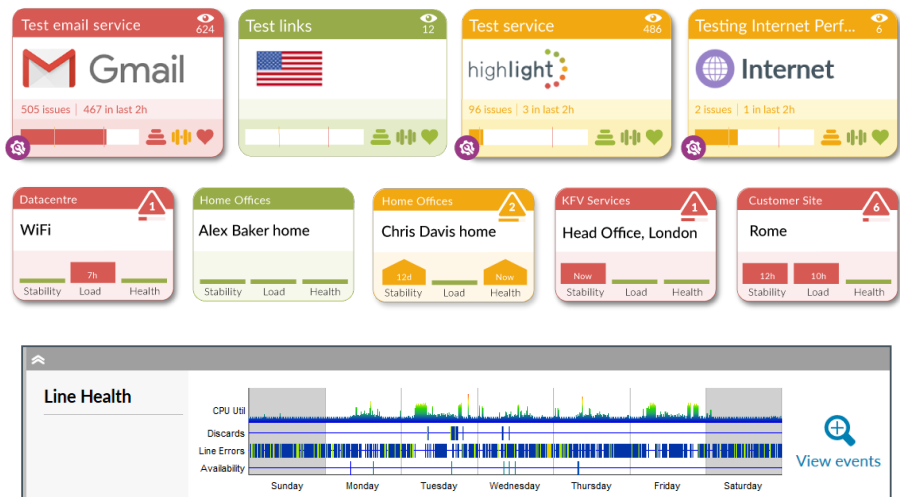 Test email service
624
Gmail
505 issues | 467 in last 2h
Test links
12
Test service
486
highlight
96 issues | 3 in last 2h
Testing Internet Perf...
6
Internet
2 issues | 1 in last 2h
Datacentre
1
WiFi
7h
Stability Load Health
Home Offices
Alex Baker home
Stability Load Health
Home Offices
2
Chris Davis home
12d Now
Stability Load Health
KFV Services
1
Head Office, London
Now
Stability Load Health
Customer Site
6
Rome
12h 10h
Stability Load Health
Line Health
CPU Util
Discards
Line Errors
Availability
Sunday Monday Tuesday Wednesday Thursday Friday Saturday
View events